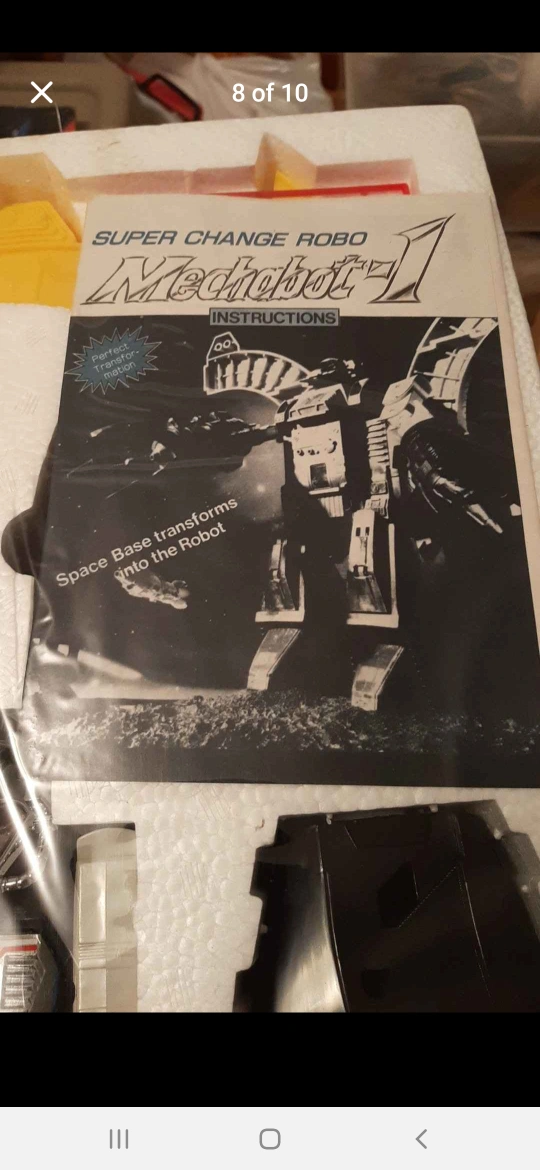 8 of 10
SUPER CHANGE ROBO
Mechabot-1
INSTRUCTIONS
Perfect
Transfor-
mation
Space Base transforms
into the Robot